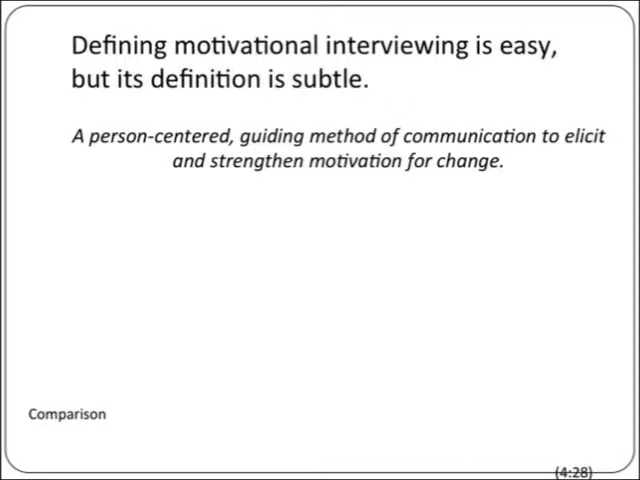 Defining motivational interviewing is easy,
but its definition is subtle.
A person-centered, guiding method of communication to elicit
and strengthen motivation for change.
Comparison
(4:28)